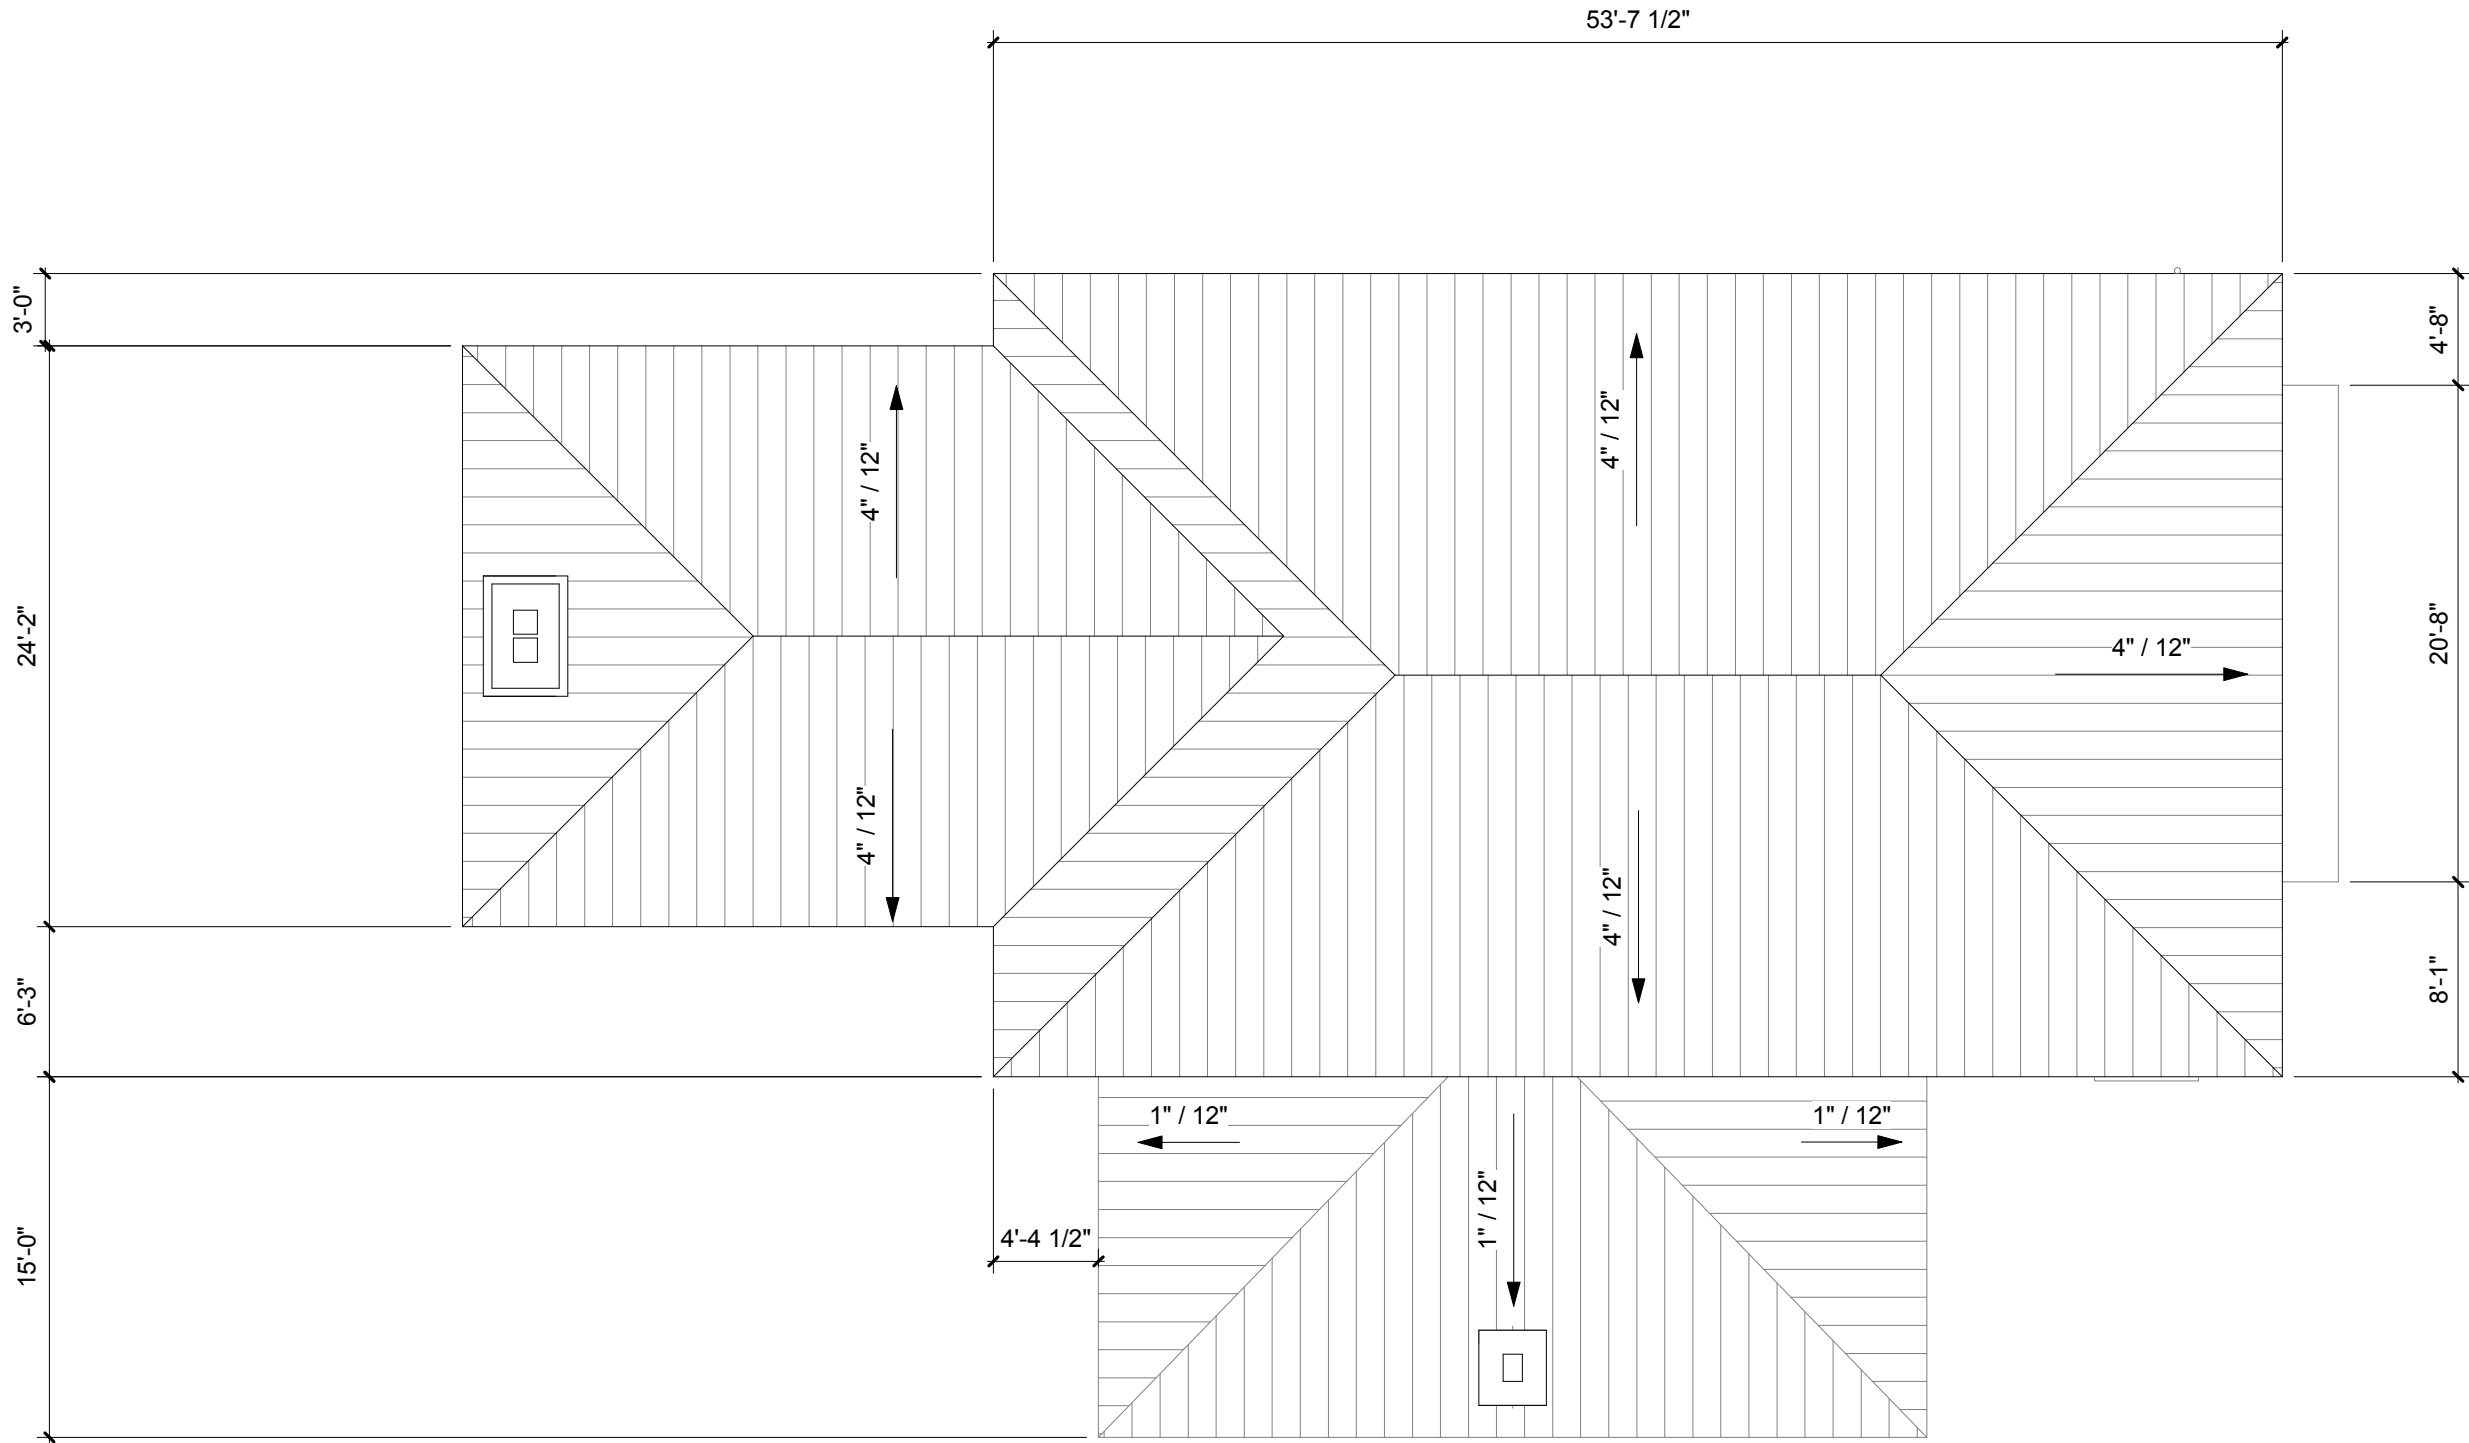 53'-7 1/2"
3'-0"
4'-8"
4" / 12"
4" / 12"
24'-2"
20'-8"
4" / 12"
4" / 12"
4" / 12"
6'-3"
8'-1"
1" / 12"
1" / 12"
1" / 12"
4'-4 1/2"
15'-0"